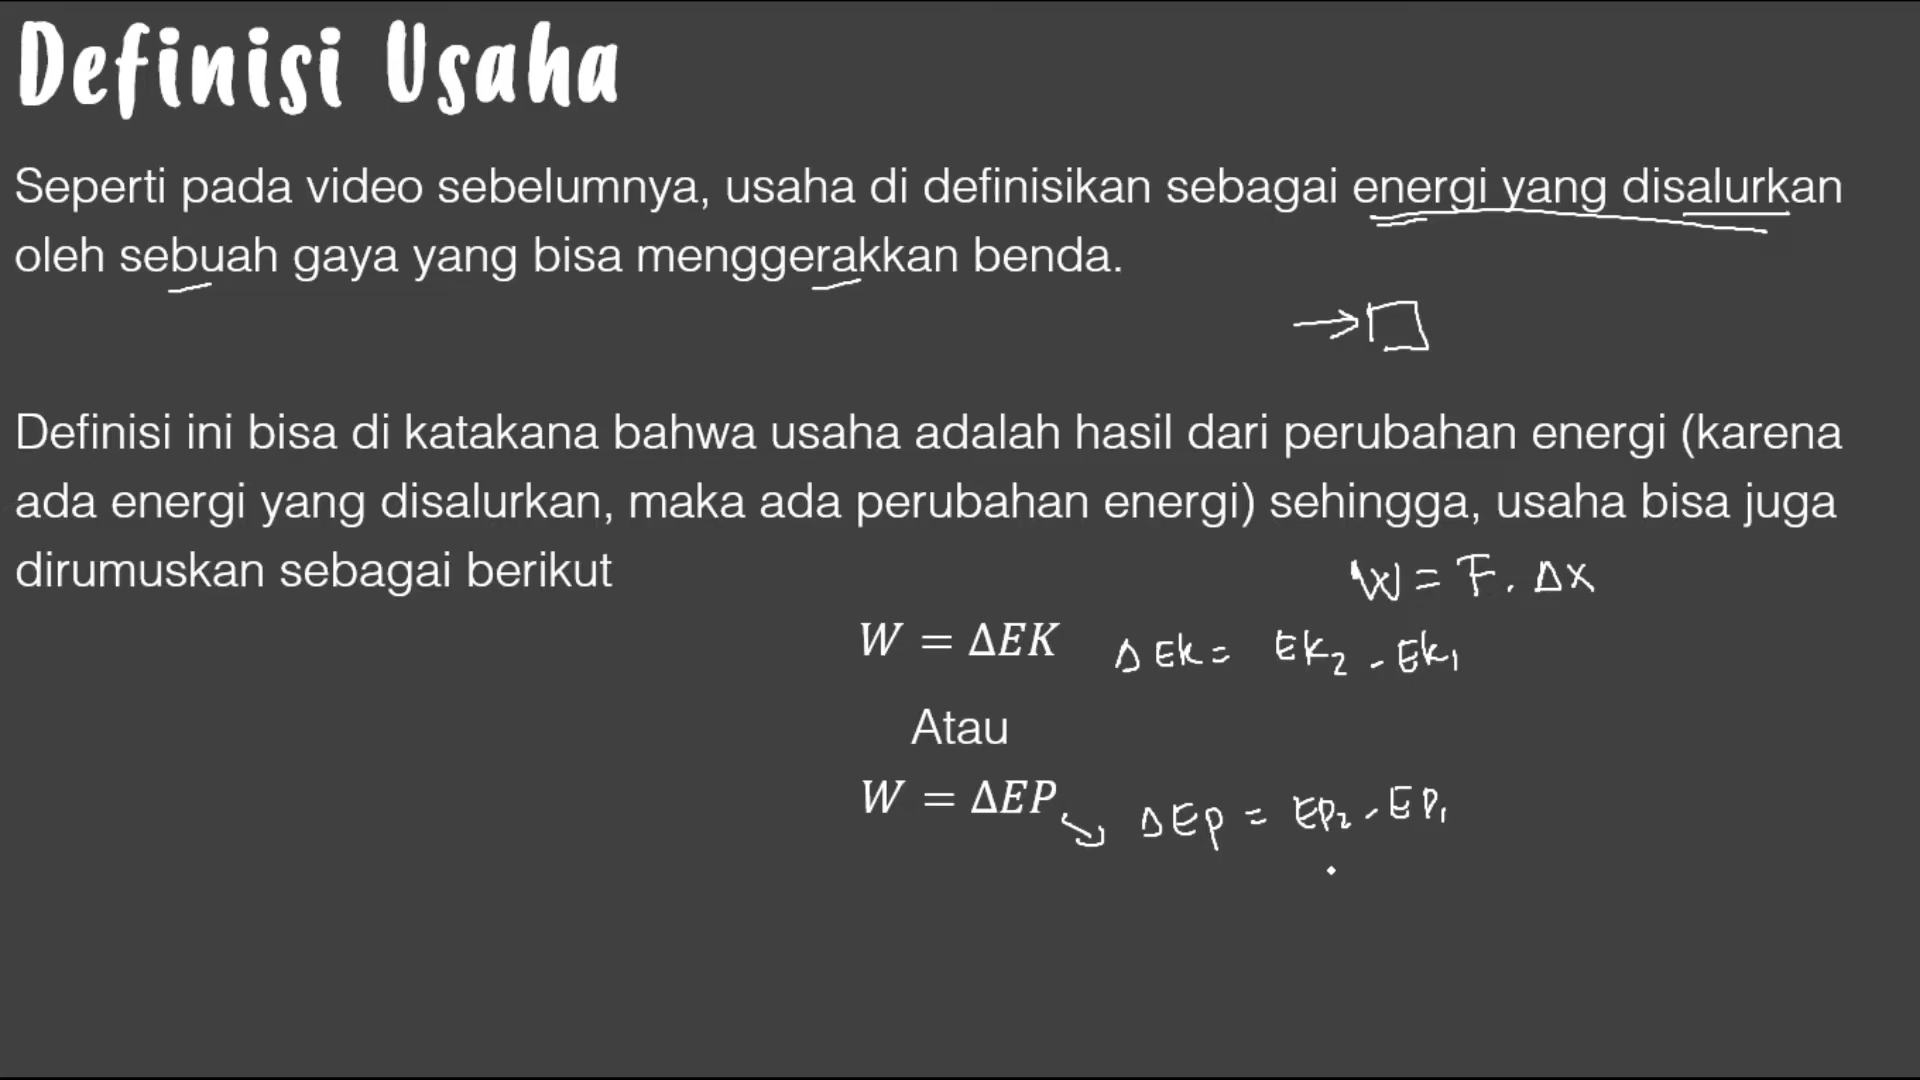 Definisi Usaha
Seperti pada video sebelumnya, usaha di definisikan sebagai energi yang disalurkan
oleh sebuah gaya yang bisa menggerakkan benda.
Definisi ini bisa di katakana bahwa usaha adalah hasil dari perubahan energi (karena
ada energi yang disalurkan, maka ada perubahan energi) sehingga, usaha bisa juga
dirumuskan sebagai berikut
W = F . Δx
W = ΔEK ΔEk = Ek₂ - Ek₁
Atau
W = ΔEP ΔEp = Ep₂ - Ep₁